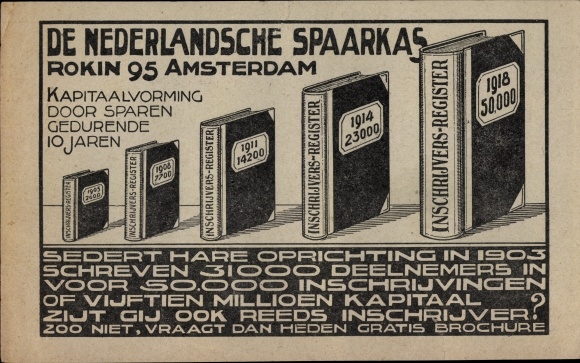 DE NEDERLANDSCHE SPAARKAS
ROKIN 95 AMSTERDAM
KAPITAALVORMING
DOOR SPAREN
GEDURENDE
10 JAREN
INSCHRIJVERS-REGISTER
1905
2600
INSCHRIJVERS-REGISTER
1908
7700
INSCHRIJVERS-REGISTER
1911
14200
INSCHRIJVERS-REGISTER
1914
23000
INSCHRIJVERS-REGISTER
1918
50.000
SEDERT HARE OPRICHTING IN 1903
SCHREVEN 31000 DEELNEMERS IN
VOOR 50.000 INSCHRIJVINGEN
OF VIJFTIEN MILLIOEN KAPITAAL
ZIJT GIJ OOK REEDS INSCHRIJVER?
ZOO NIET, VRAAGT DAN HEDEN GRATIS BROCHURE